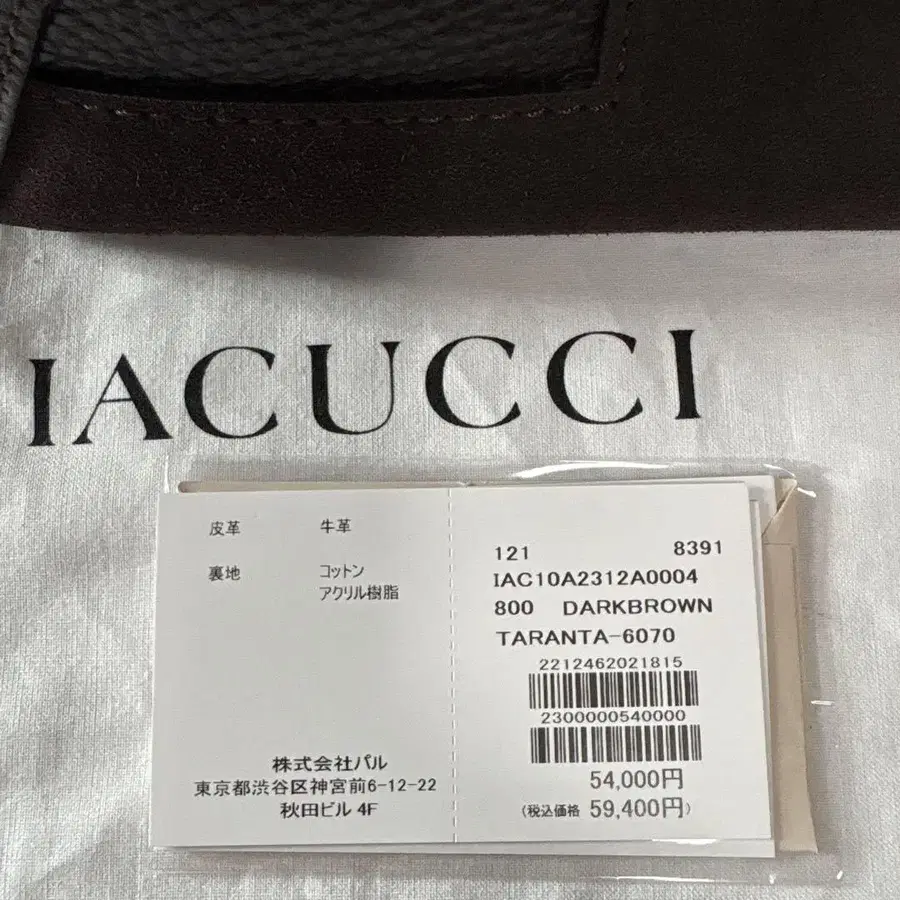 IACUCCI
皮革 牛革
裏地 コットン
アクリル樹脂
株式会社パル
東京都渋谷区神宮前6-12-22
秋田ビル 4F
121 8391
IAC10A2312A0004
800 DARKBROWN
TARANTA-6070
2212462021815
2300000540000
54,000円
(税込価格 59,400円)